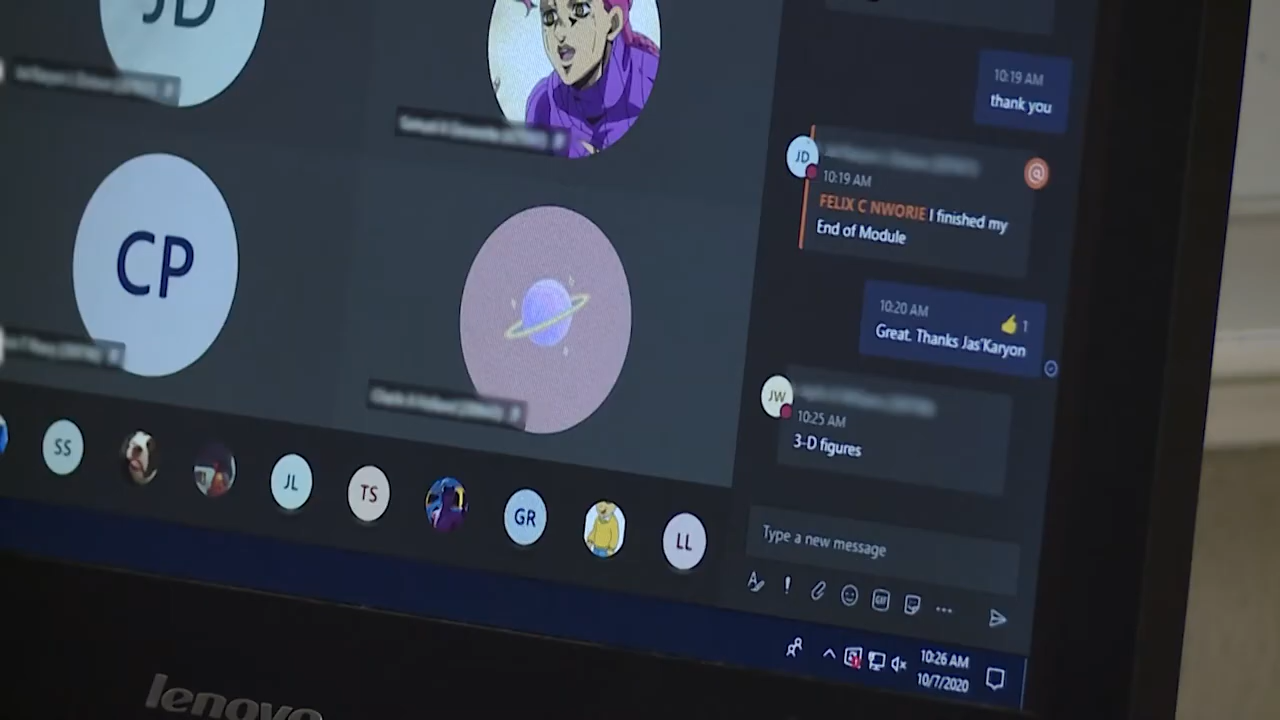 JD
CP
SS
JL
TS
GR
LL
10:19 AM
thank you
JD
@
10:19 AM
FELIX C NWORIE I finished my
End of Module
10:20 AM
1
Great. Thanks Jas'Karyon
JW
10:25 AM
3-D figures
Type a new message
GIF
10:26 AM
10/7/2020
lenovo